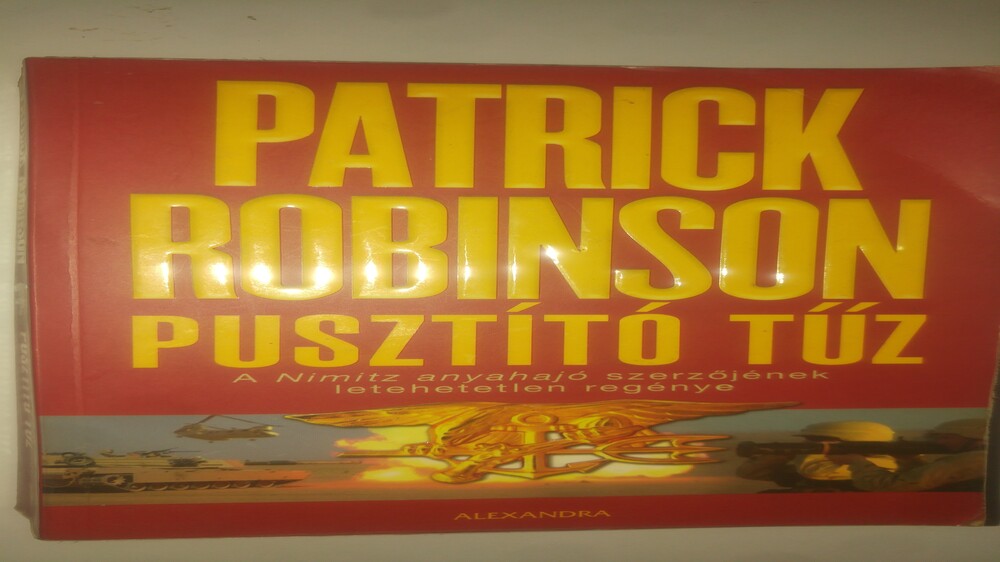 PATRICK
ROBINSON
PUSZTÍTÓ TŰZ
A Nimitz anyahajó szerzőjének
letehetetlen regénye
ALEXANDRA